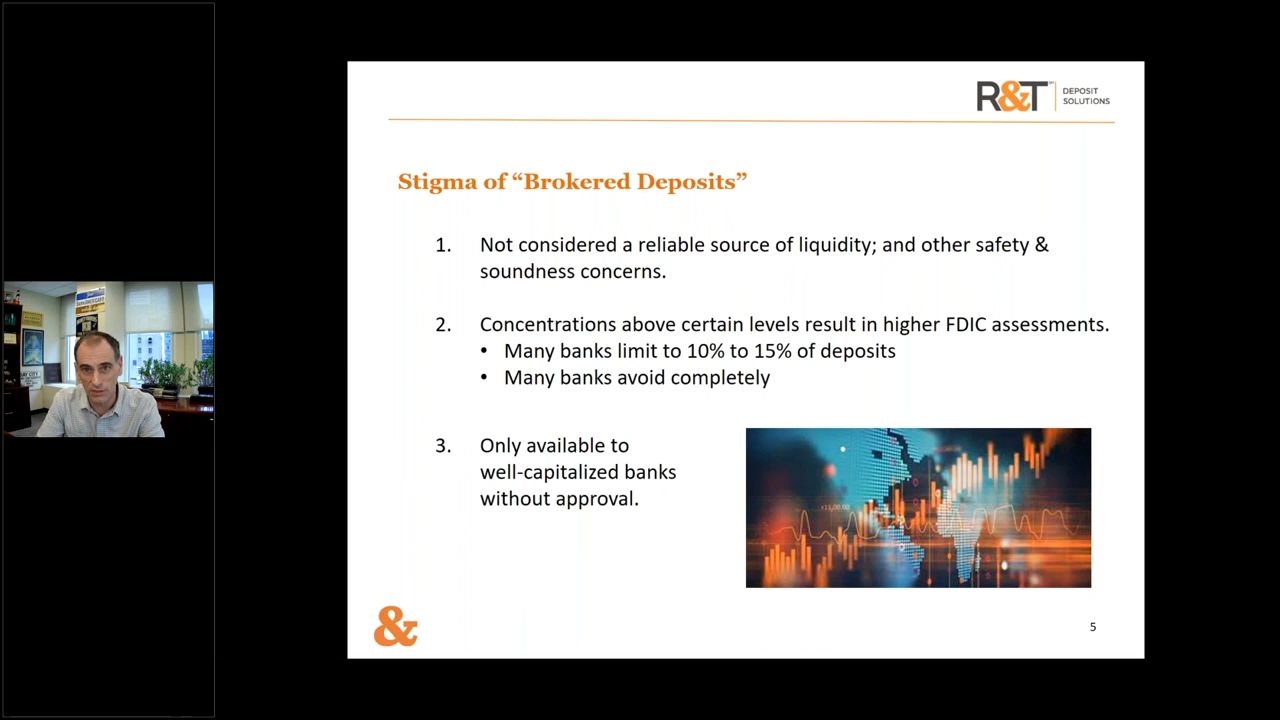 R&T DEPOSIT
SOLUTIONS
Stigma of “Brokered Deposits”
1. Not considered a reliable source of liquidity; and other safety &
soundness concerns.
2. Concentrations above certain levels result in higher FDIC assessments.
• Many banks limit to 10% to 15% of deposits
• Many banks avoid completely
3. Only available to
well-capitalized banks
without approval.
&
5